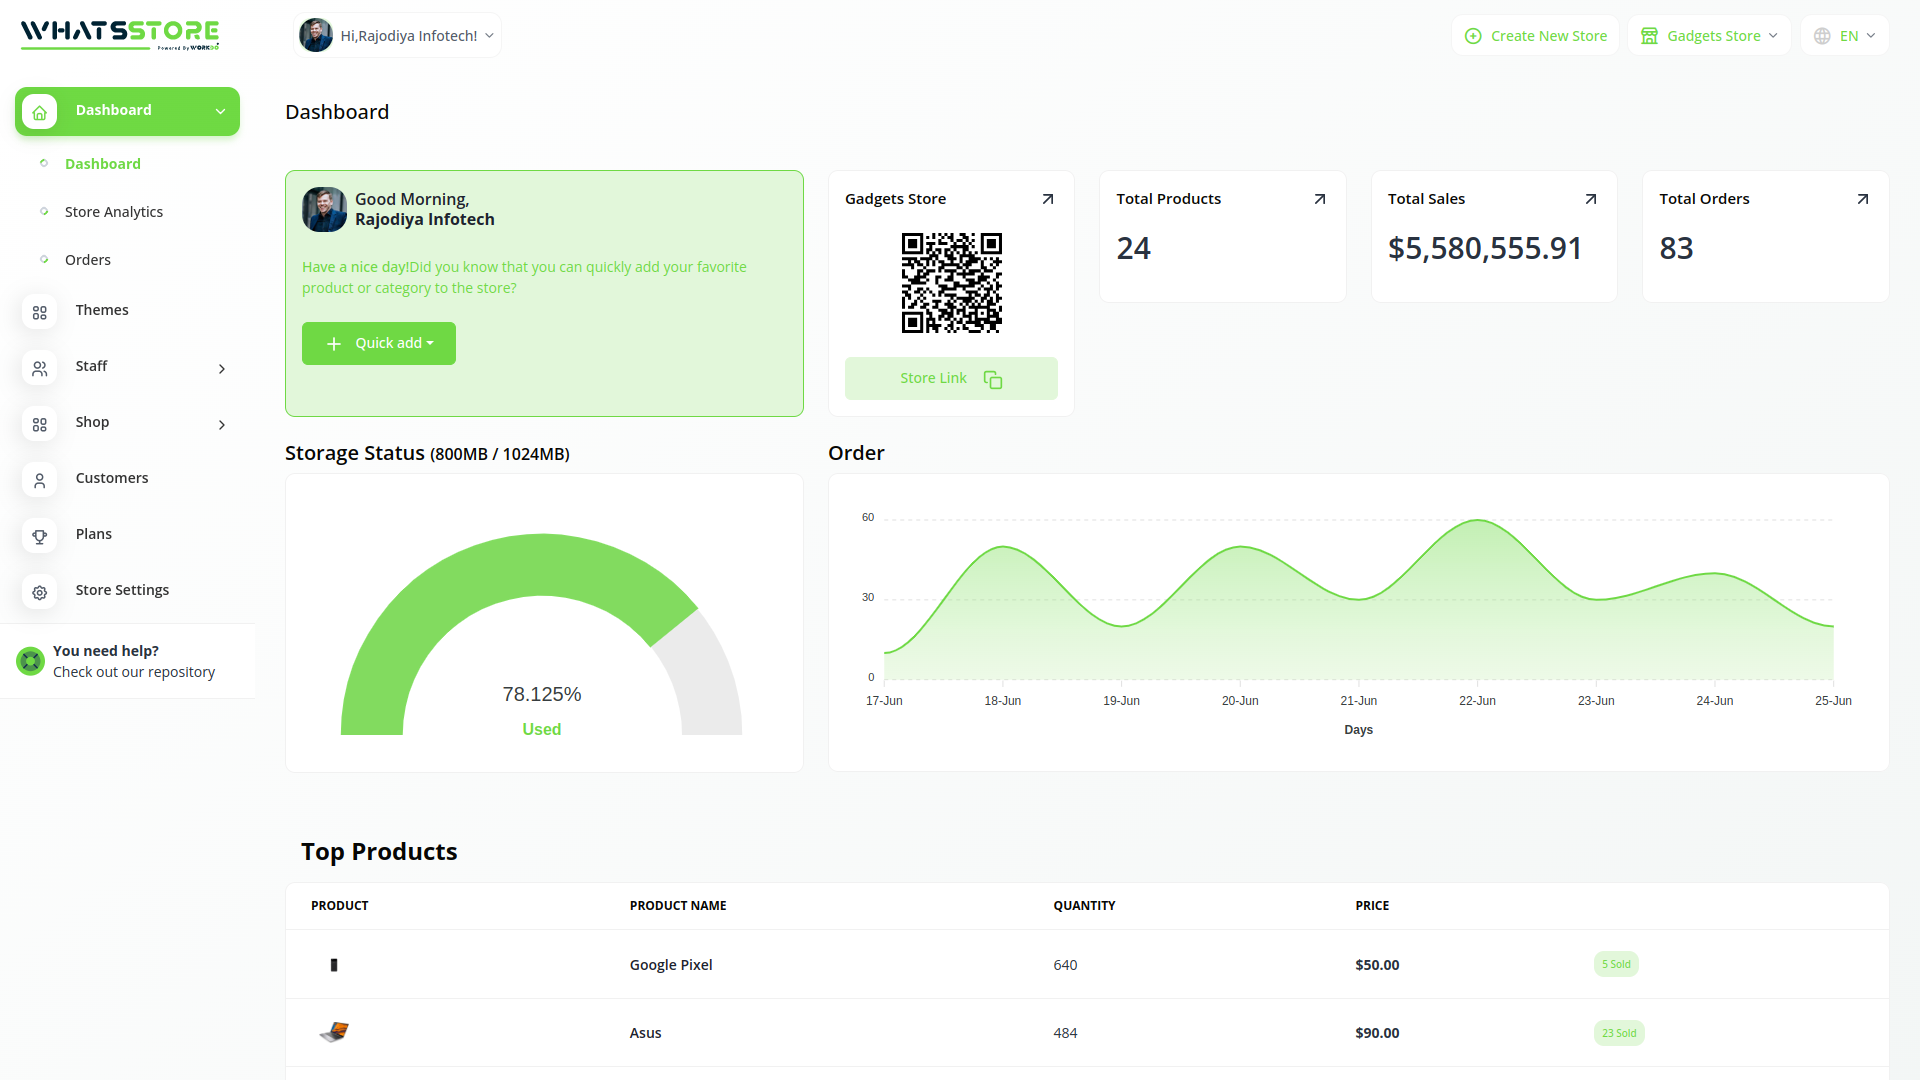 WHATSSTORE
Powered By WORKDO
Hi,Rajodiya Infotech!
Create New Store
Gadgets Store
EN
Dashboard
Dashboard
Store Analytics
Orders
Themes
Staff
Shop
Customers
Plans
Store Settings
You need help?
Check out our repository
Dashboard
Good Morning,
Rajodiya Infotech
Have a nice day!Did you know that you can quickly add your favorite
product or category to the store?
Quick add
Gadgets Store
Store Link
Total Products
24
Total Sales
$5,580,555.91
Total Orders
83
Storage Status (800MB / 1024MB)
78.125%
Used
Order
60
30
0
17-Jun 18-Jun 19-Jun 20-Jun 21-Jun 22-Jun 23-Jun 24-Jun 25-Jun
Days
Top Products
PRODUCT PRODUCT NAME QUANTITY PRICE
Google Pixel 640 $50.00 5 Sold
Asus 484 $90.00 23 Sold